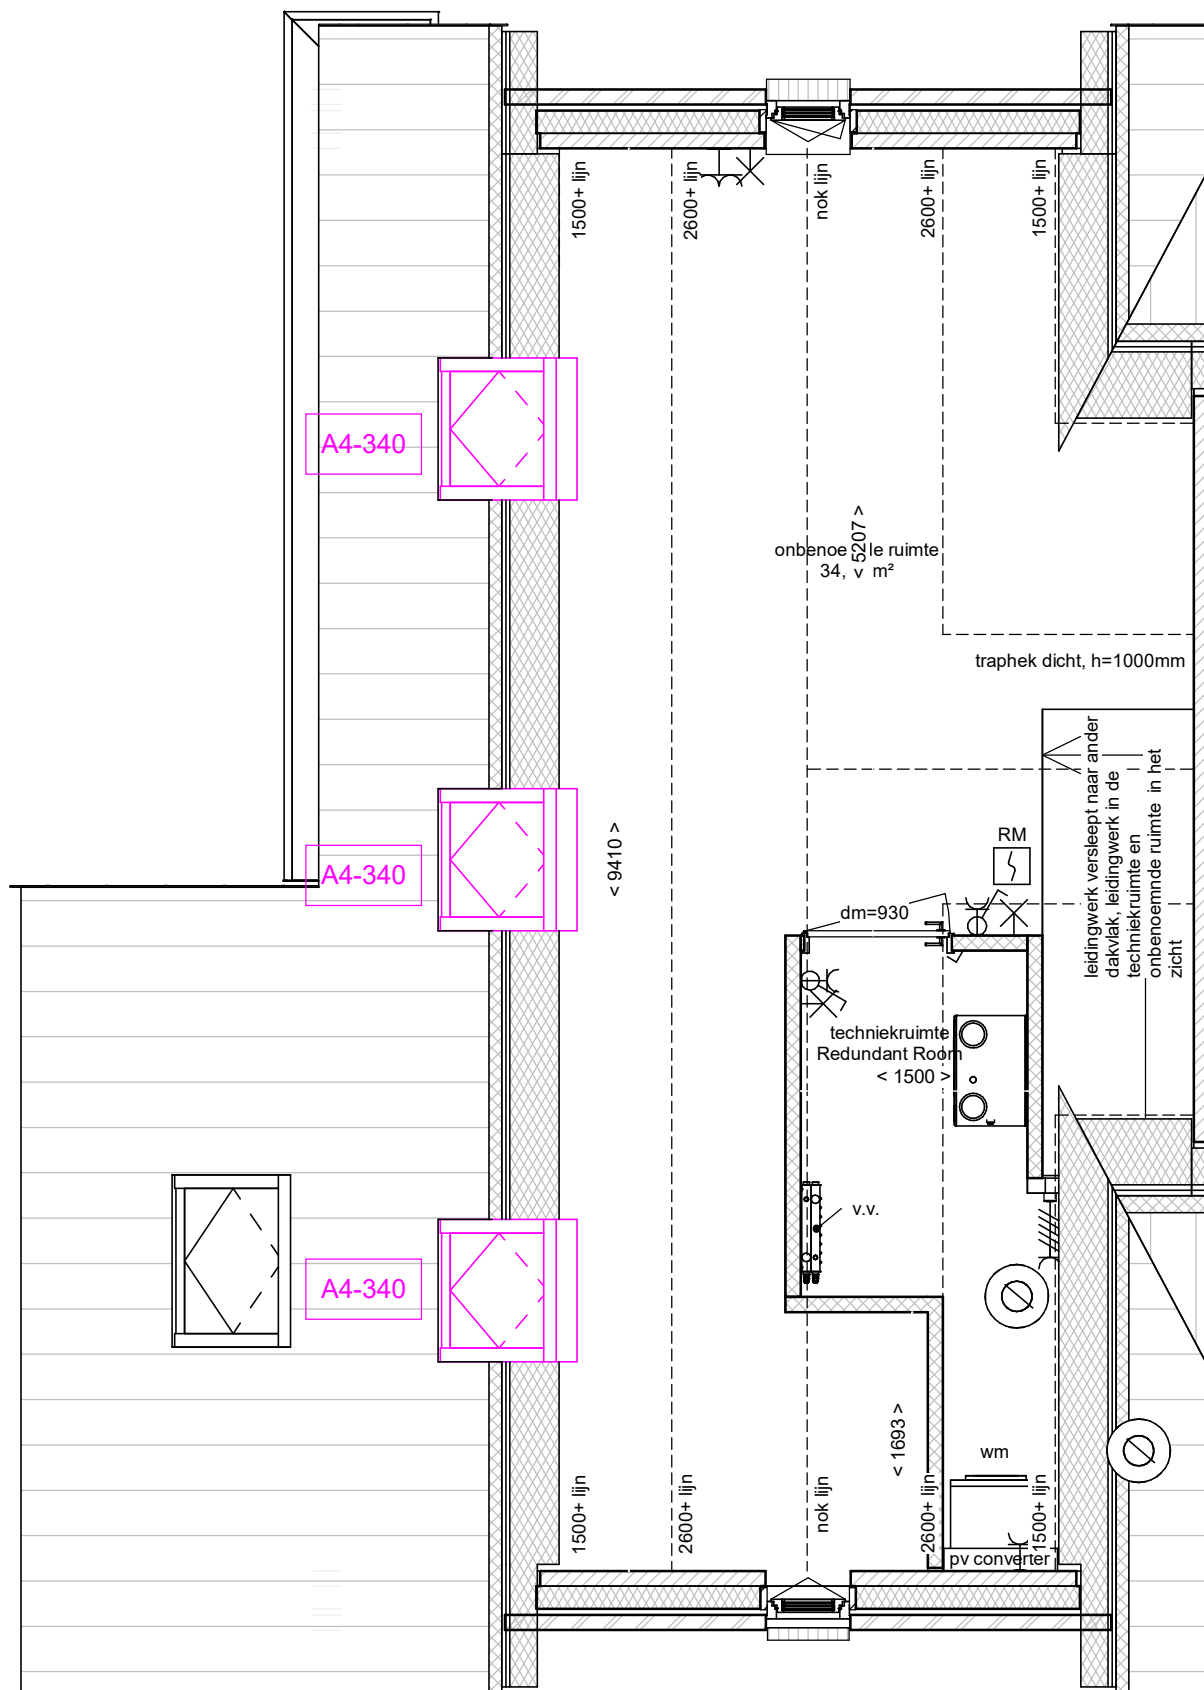 1500+ lijn
2600+ lijn
nok lijn
2600+ lijn
1500+ lijn
A4-340
< 5207 >
onbenoe le ruimte
34, m²
traphek dicht, h=1000mm
leidingwerk versleept naar ander
dakvlak, leidingwerk in de
techniekruimte en
onbenoemnde ruimte in het
zicht
RM
A4-340
< 9410 >
dm=930
techniekruimte
Redundant Room
< 1500 >
v.v.
A4-340
< 1693 >
wm
1500+ lijn
2600+ lijn
nok lijn
2600+ lijn
1500+ lijn
pv converter